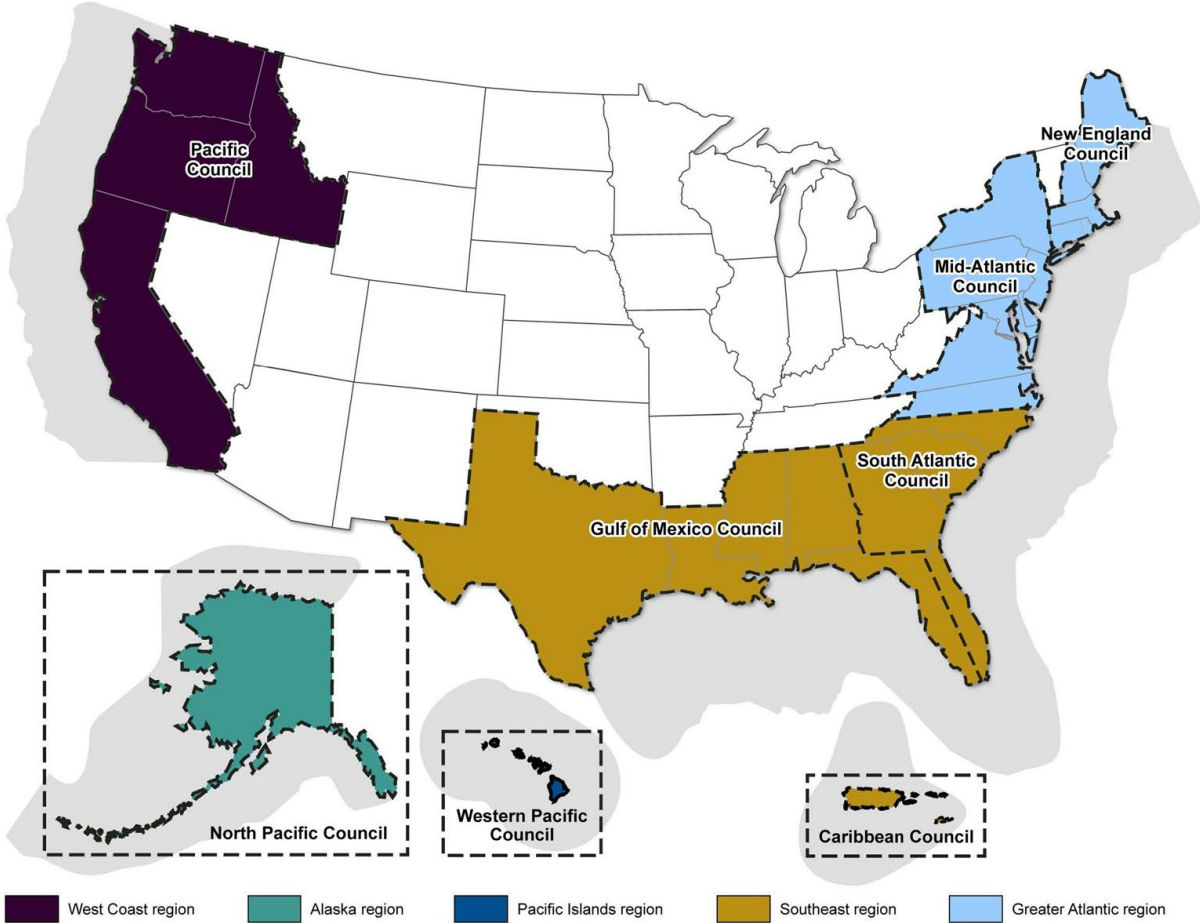 New England
Council
Pacific
Council
Mid-Atlantic
Council
South Atlantic
Council
Gulf of Mexico Council
Western Pacific
Council
North Pacific Council
Caribbean Council
West Coast region
Alaska region
Pacific Islands region
Southeast region
Greater Atlantic region